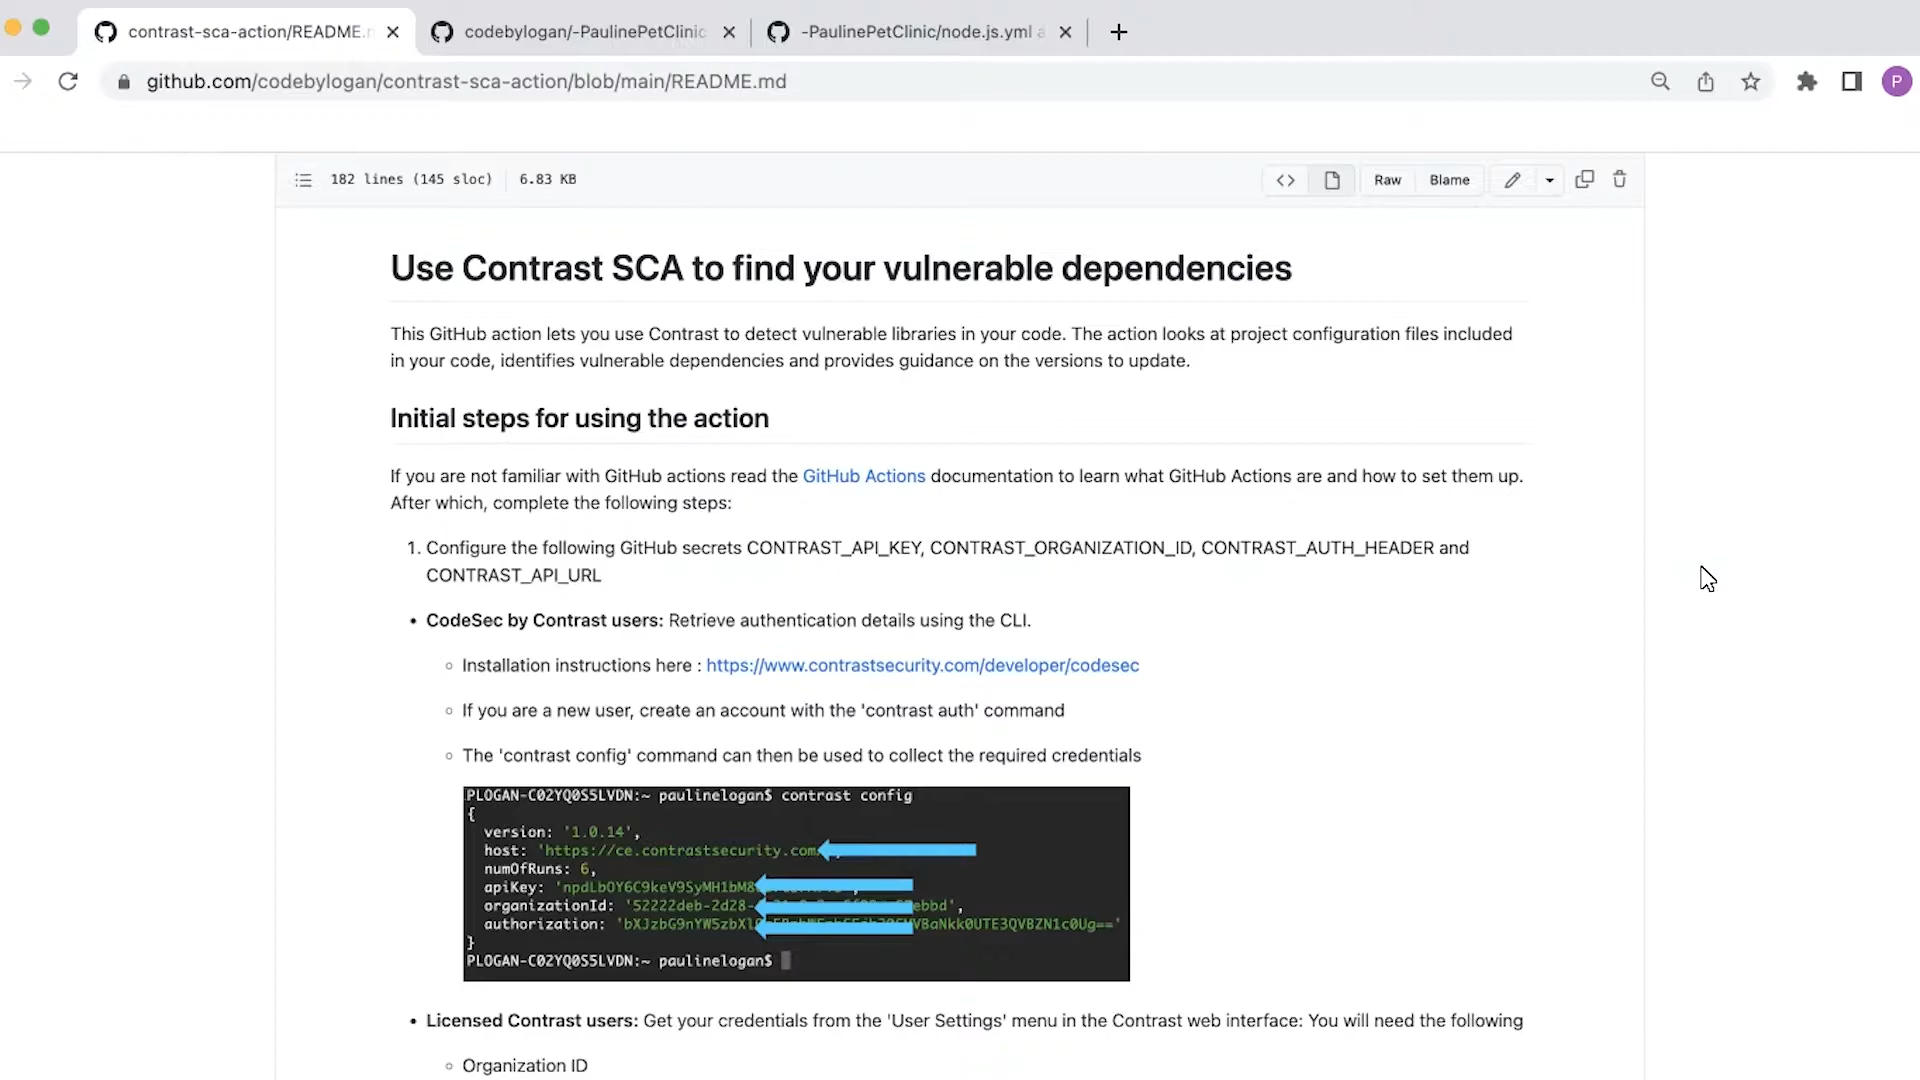 contrast-sca-action/README.m
codebylogan/-PaulinePetClinic
-PaulinePetClinic/node.js.yml a
github.com/codebylogan/contrast-sca-action/blob/main/README.md
P
182 lines (145 sloc) 6.83 KB
Raw Blame
Use Contrast SCA to find your vulnerable dependencies
This GitHub action lets you use Contrast to detect vulnerable libraries in your code. The action looks at project configuration files included
in your code, identifies vulnerable dependencies and provides guidance on the versions to update.
Initial steps for using the action
If you are not familiar with GitHub actions read the GitHub Actions documentation to learn what GitHub Actions are and how to set them up.
After which, complete the following steps:
1. Configure the following GitHub secrets CONTRAST_API_KEY, CONTRAST_ORGANIZATION_ID, CONTRAST_AUTH_HEADER and
CONTRAST_API_URL
• CodeSec by Contrast users: Retrieve authentication details using the CLI.
Installation instructions here : https://www.contrastsecurity.com/developer/codesec
If you are a new user, create an account with the 'contrast auth' command
The 'contrast config' command can then be used to collect the required credentials
PLOGAN-C02YQ0S5LVDN:~ paulinelogan$ contrast config
{
version: '1.0.14',
host: 'https://ce.contrastsecurity.com
numOfRuns: 6,
apiKey:
organizationId:
authorization:
}
PLOGAN-C02YQ0S5LVDN:~ paulinelogan$
• Licensed Contrast users: Get your credentials from the 'User Settings' menu in the Contrast web interface: You will need the following
Organization ID